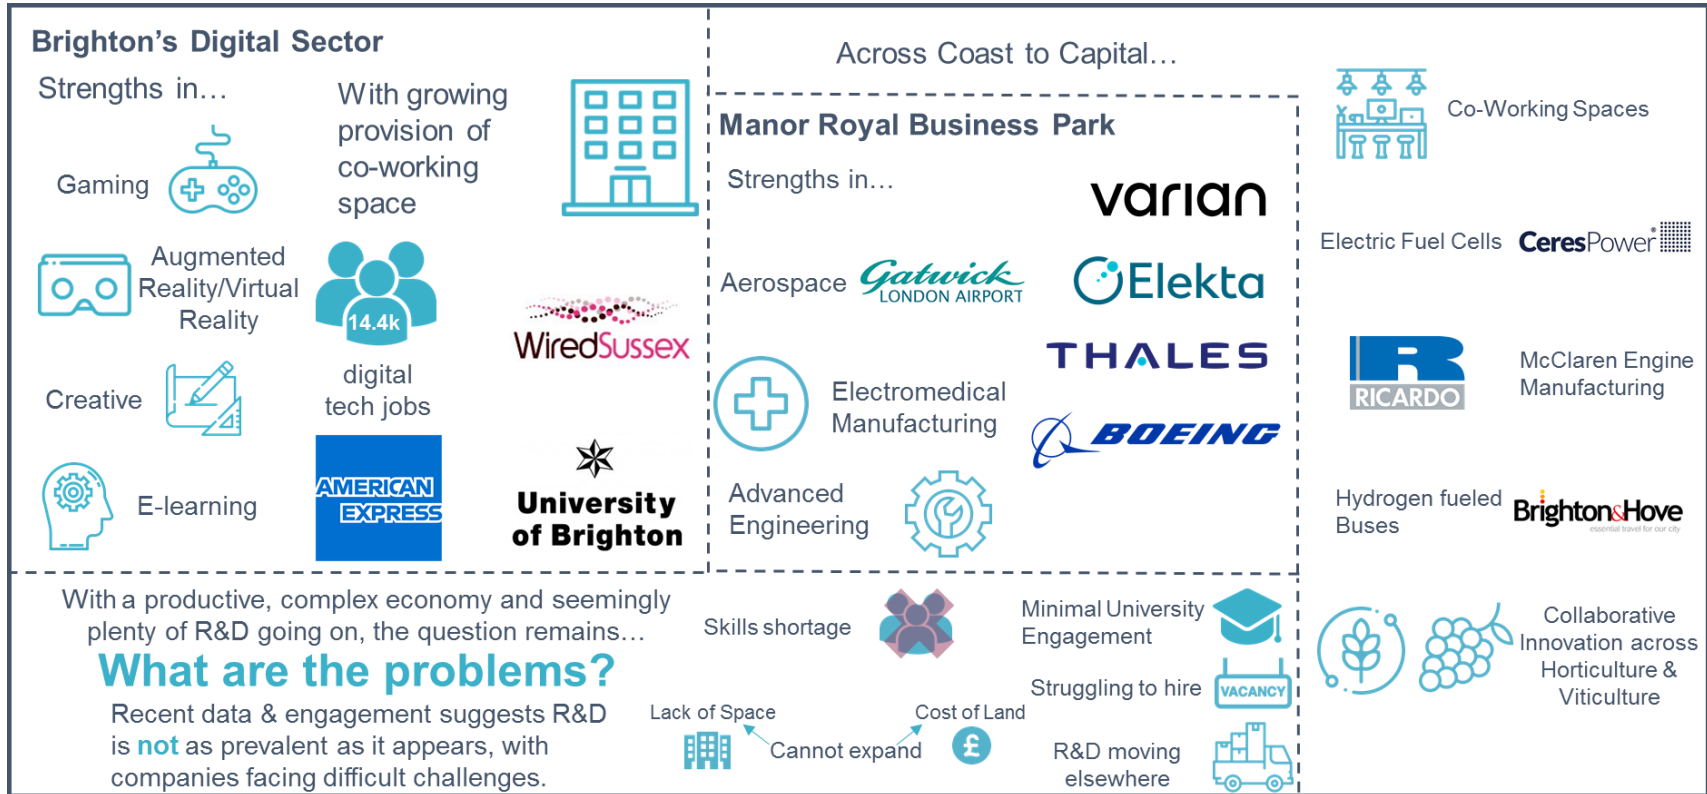 Brighton's Digital Sector
Strengths in...
Gaming
Augmented
Reality/Virtual
Reality
Creative
E-learning
With growing
provision of
co-working
space
14.4k
digital
tech jobs
AMERICAN
EXPRESS
WiredSussex
University
of Brighton
Across Coast to Capital...
Manor Royal Business Park
Strengths in...
Aerospace
Gatwick
LONDON AIRPORT
Electromedical
Manufacturing
Advanced
Engineering
varian
Elekta
THALES
BOEING
Co-Working Spaces
Electric Fuel Cells
CeresPower®
RICARDO
McClaren Engine
Manufacturing
Hydrogen fueled
Buses
Brighton&Hove
essential travel for our city
Collaborative
Innovation across
Horticulture &
Viticulture
With a productive, complex economy and seemingly
plenty of R&D going on, the question remains...
What are the problems?
Recent data & engagement suggests R&D
is not as prevalent as it appears, with
companies facing difficult challenges.
Skills shortage
Lack of Space
Cannot expand
Cost of Land
£
Minimal University
Engagement
Struggling to hire
VACANCY
R&D moving
elsewhere